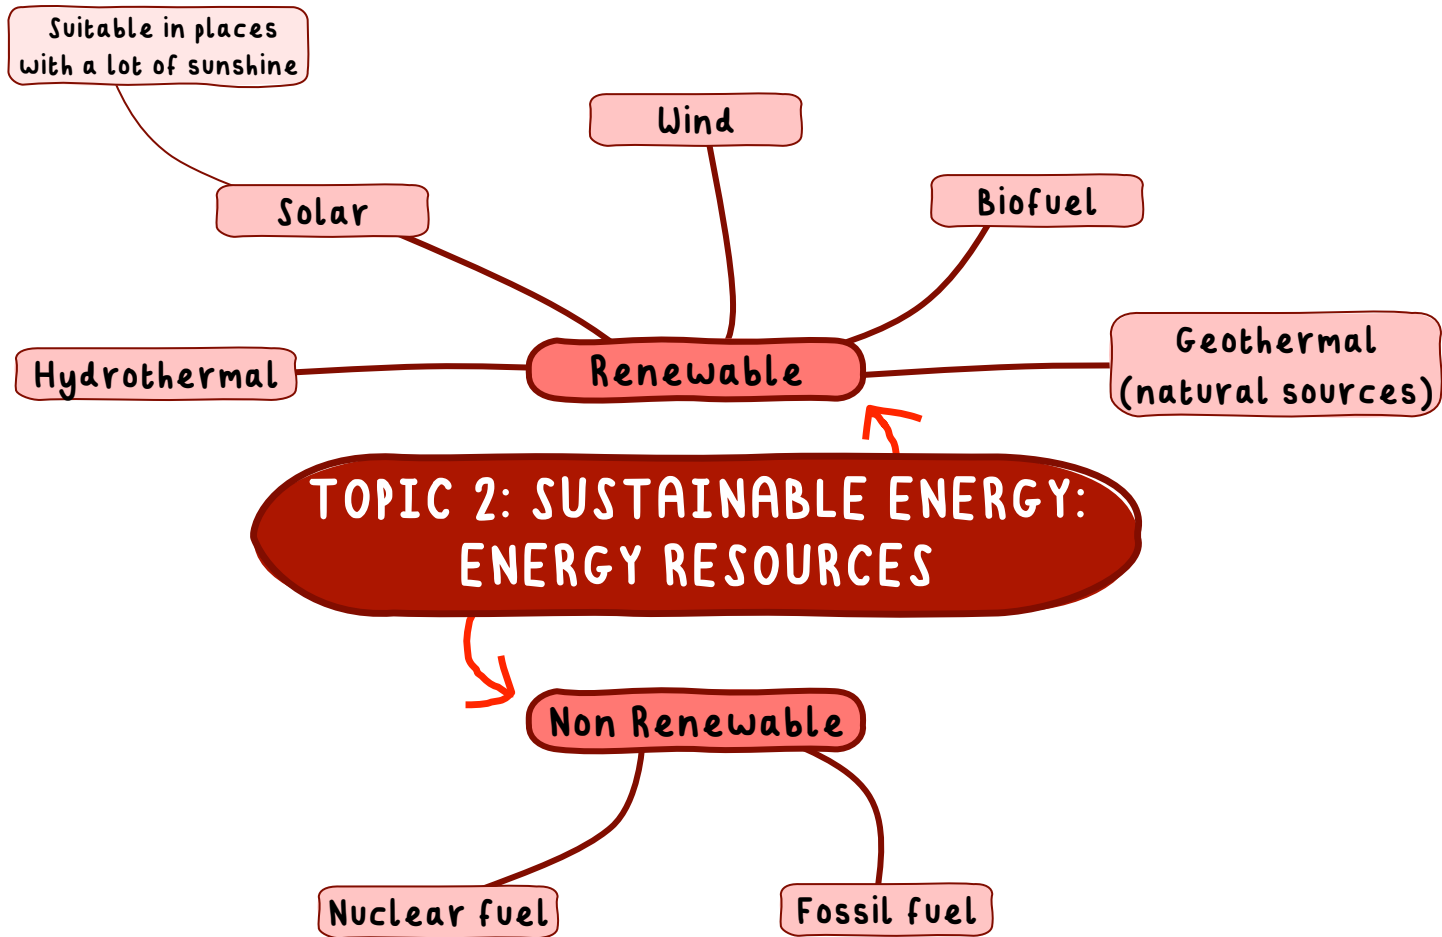 Suitable in places
with a lot of sunshine
Wind
Biofuel
Solar
Hydrothermal
Renewable
Geothermal
(natural sources)
TOPIC 2: SUSTAINABLE ENERGY:
ENERGY RESOURCES
Non Renewable
Nuclear fuel
Fossil fuel